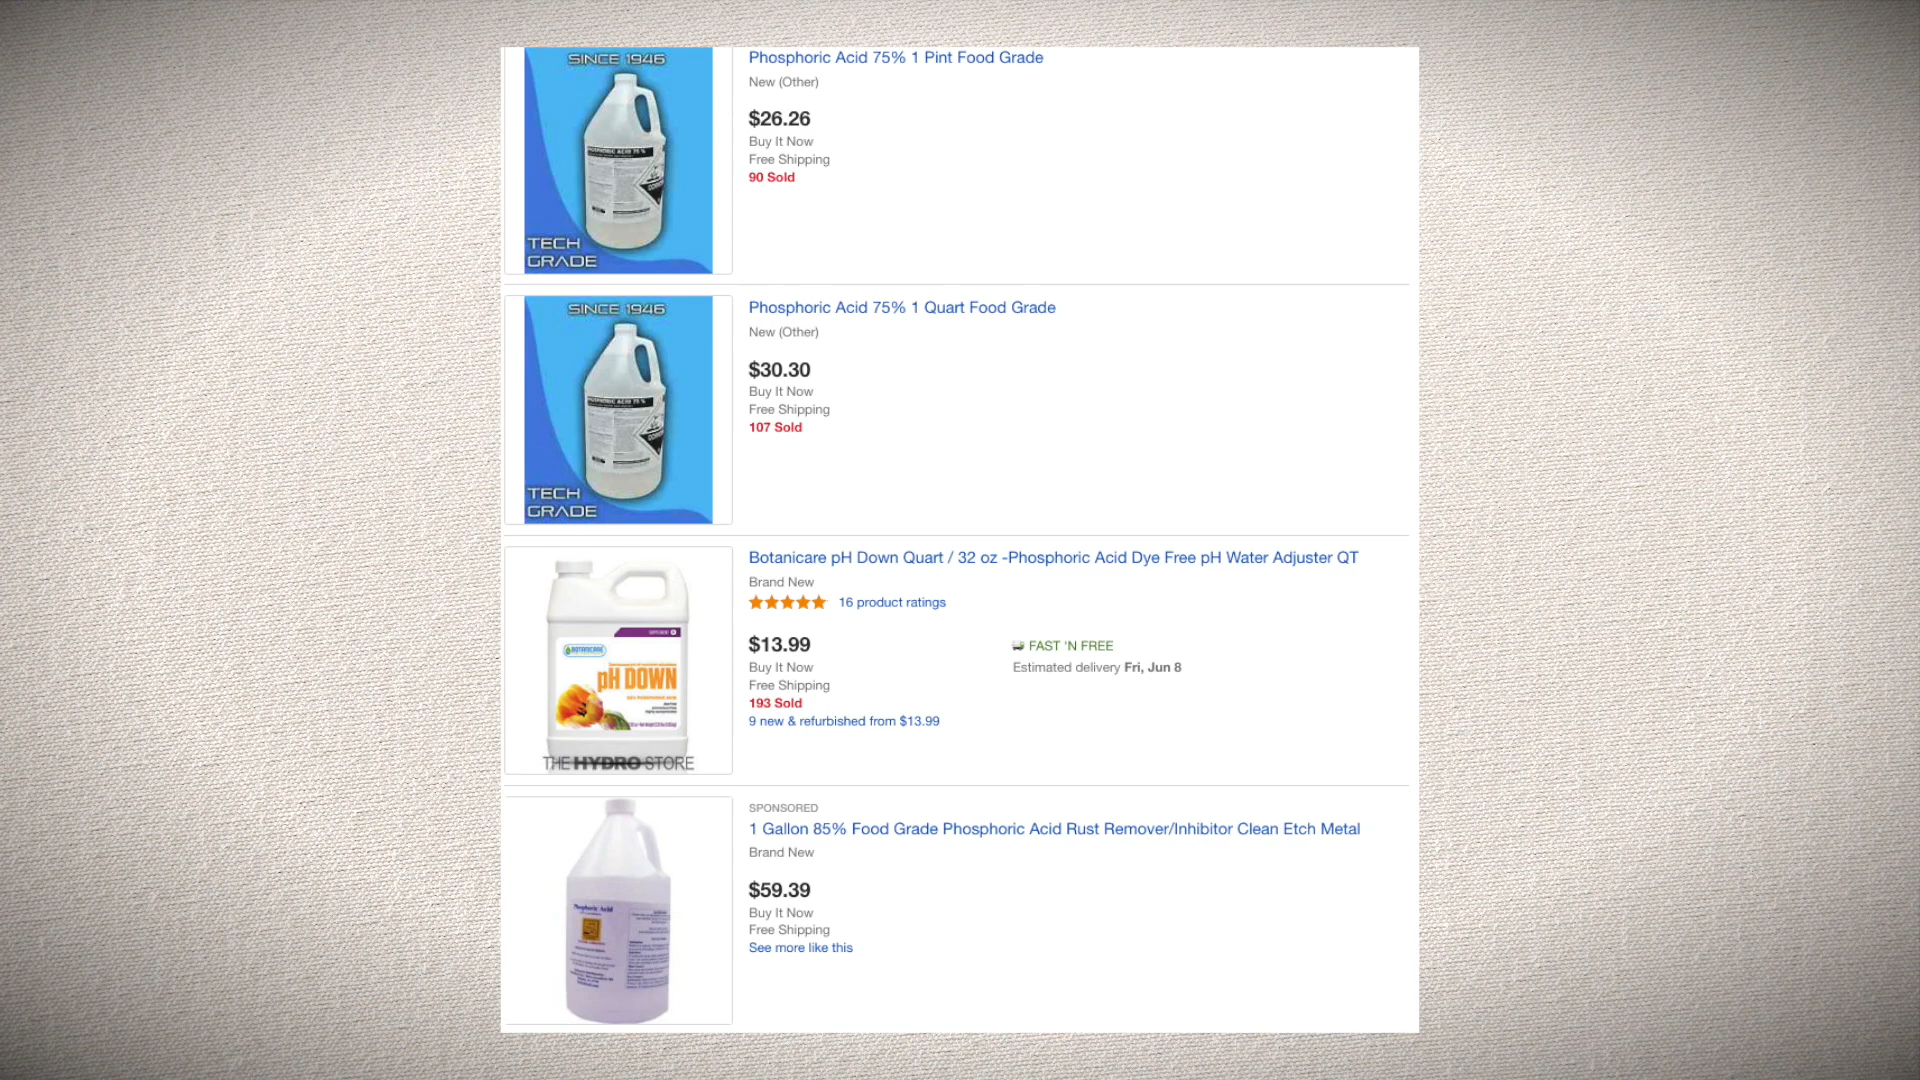 SINCE 1946
TECH
GRADE
Phosphoric Acid 75% 1 Pint Food Grade
New (Other)
$26.26
Buy It Now
Free Shipping
90 Sold
SINCE 1946
PHOSPHORIC ACID 75 %
TECH
GRADE
Phosphoric Acid 75% 1 Quart Food Grade
New (Other)
$30.30
Buy It Now
Free Shipping
107 Sold
BOTANICARE
pH DOWN
THE HYDRO STORE
Botanicare pH Down Quart / 32 oz -Phosphoric Acid Dye Free pH Water Adjuster QT
Brand New
16 product ratings
$13.99
Buy It Now
Free Shipping
193 Sold
9 new & refurbished from $13.99
FAST 'N FREE
Estimated delivery Fri, Jun 8
Phosphoric Acid
SPONSORED
1 Gallon 85% Food Grade Phosphoric Acid Rust Remover/Inhibitor Clean Etch Metal
Brand New
$59.39
Buy It Now
Free Shipping
See more like this